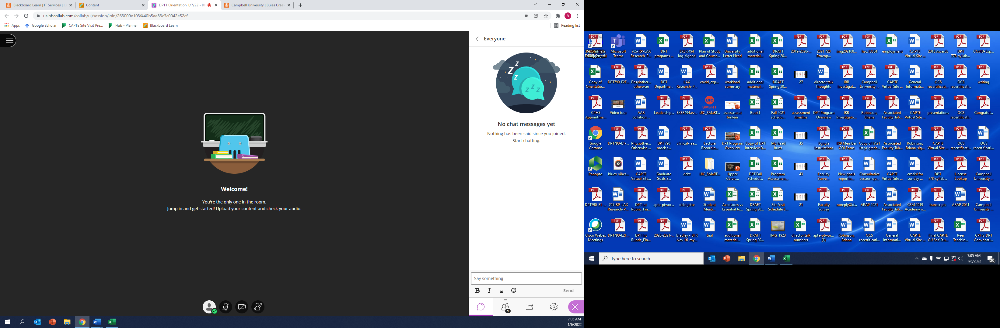 Blackboard Learn | IT Services | C
Content
DPT1 Orientation 1/7/22 - Bl
Campbell University | Buies Creek
us.bbcollab.com/collab/ui/session/join/263009e103f440b5ae83c3c0042e52cf
B
Apps
Google Scholar
CAPTE Site Visit Pre...
Hub - Planner
Blackboard Learn
Reading list
Everyone
Z Z Z
Z Z Z
No chat messages yet
Nothing has been said since you joined.
Start chatting.
Welcome!
You're the only one in the room.
Jump in and get started! Upload your content and check your audio.
Say something
B I U
Send
1
7:05 AM
1/6/2022
Microsoft Teams
705-RP-LAX Research-P...
DPT programs ...
EXER 494 log-signed
Plan of Study and Course...
University Letter Head
additional material...
DRAFT Spring 20...
2019-2020-...
2021 728 Procop...
img202108...
hsc.13584
employment
CAPTE Virtual Site ...
2018 Awards
DPT 778-syllab...
COVID-Exp...
Copy of Orientatio...
DPT790-E2F...
Phsyiother... otherwsie
DPT Departme...
LAX Research-P...
covid_exp...
workload summary
additional material...
DRAFT Spring 20...
27
director talk thoughts
IRB Investigat...
Campbell University ...
CAPTE Virtual Site ...
General Informati...
OCS recertificati...
OCS recertificati...
writing
CPHS Appointme...
Video tour
AAR collation ...
Leadership...
EXER494.ev...
UIC SMaRT
UIC_SMaRT...
assessment timlein
Book1
Fall 2021 schedu...
assessment timeline
DPT Program Overview
IRB Investigato...
Robinson, Briana
Associated Faculty Tab...
CAPTE Virtual Site ...
presentations
OCS recertificati...
Congratul...
Google Chrome
DPT790-E1-...
Physiother... Otherwise ...
DPT 790 mock s...
clinical-rea...
Lecture Recordin...
DPT Program Overview
Copy of DPT Interview D...
My head hurts
35
Egnyte Instructions
IRB Member COI Form
Copy of FA21 1st yr grade...
Associated Faculty Tab...
Robinson, Briana-sig...
CAPTE Virtual Site ...
OCS recertificati...
OCS recertificati...
Panopto
blues-vibes...
CAPTE Virtual Site...
Graduate Goals S...
debt
UIC_SMaRT...
Upper Cervic...
DPT Fall Schedul...
Program Assessmen...
43
Faculty Surve...
New goals reportin...
Consultative session qu...
CAPTE Virtual Site ...
emaisl for sunday ...
DPT 778-syllab...
License Lookup
Campbell University ...
DPT790-E1-...
705-RP-LAX Research-P...
DPT Int Rubric_Fin...
apta-ptwor...
debt jette
Student Meeti...
Accolades vs Essential Jo...
DRAFT Spring 20...
Site Visit Schedule E...
21
Faculty Survey
noreply@d...
ARAP 2021
Associated Faculty Tab...
CSM 2019 Academy o...
transcripts
ARAP 2021
Campbell University ...
Cisco Webex Meetings
DPT790-E2F...
DPT Int Rubric_Fin...
2020-2021-...
Bradley - BFR Nov 16-my...
trial
additional material...
DRAFT Spring 20...
IMG_1923
director talk numbers
apta-ptwor... (1)
Robinson, Briana
OCS recertificati...
General Informati...
CAPTE Virtual Site ...
Final CAPTE CU Self Stu...
Peer Teachin...
CPHS_DPT Convocati...
Type here to search
7:05 AM
1/6/2022
20